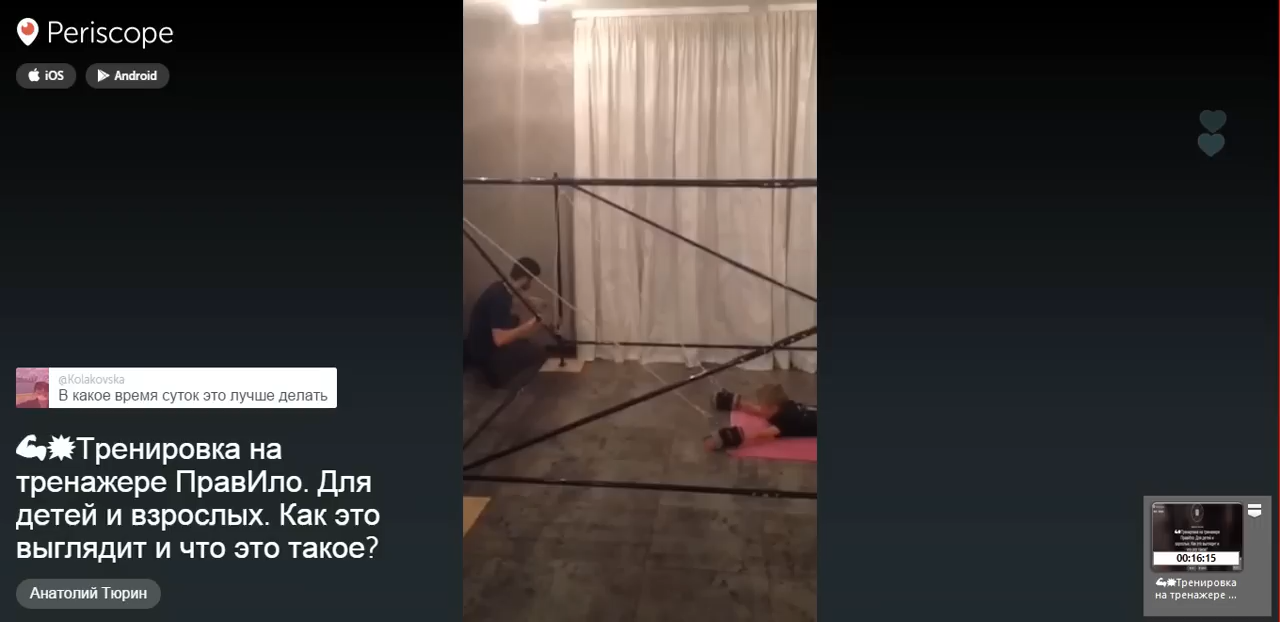 Periscope
iOS
Android
@Kolakovska
В какое время суток это лучше делать
Тренировка на
тренажере ПравИло. Для
детей и взрослых. Как это
выглядит и что это такое?
Анатолий Тюрин
00:16:15
Тренировка
на тренажере ...